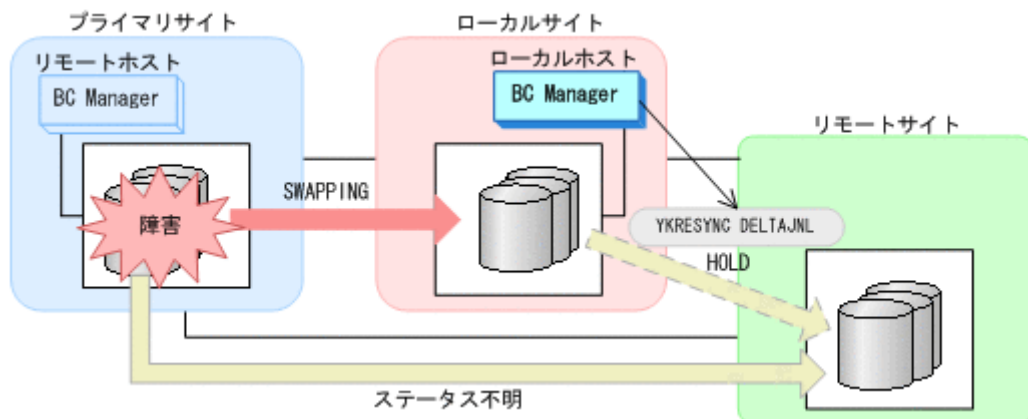 プライマリサイト
ローカルサイト
リモートホスト
ローカルホスト
BC Manager
BC Manager
リモートサイト
SWAPPING
障害
YKRESYNC DELTAJNL
HOLD
ステータス不明